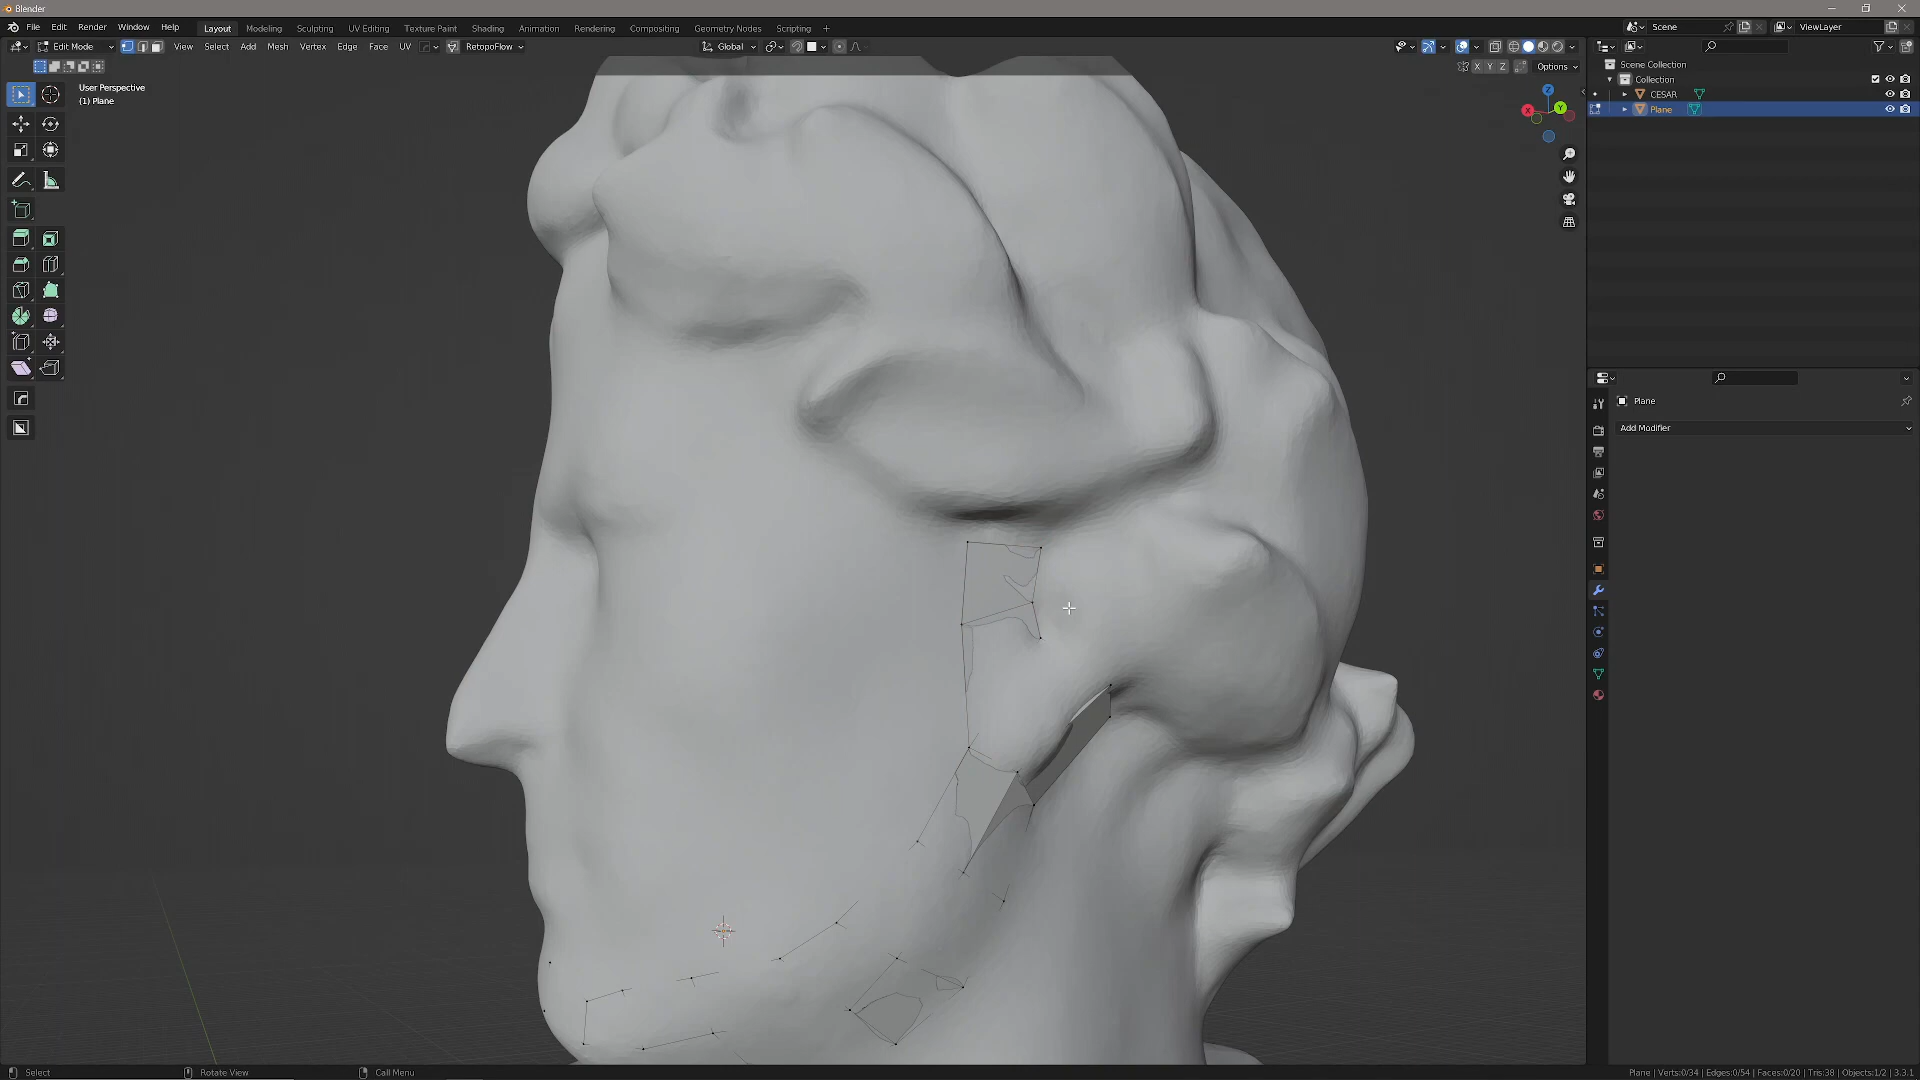 Blender
File Edit Render Window Help Layout Modeling Sculpting UV Editing Texture Paint Shading Animation Rendering Compositing Geometry Nodes Scripting + Scene ViewLayer
Edit Mode View Select Add Mesh Vertex Edge Face UV RetopoFlow Global
X Y Z Options
User Perspective
(1) Plane
Scene Collection
Collection
CESAR
Plane
Z
X
Y
Plane
Add Modifier
Select Rotate View Call Menu Plane | Verts:0/34 | Edges:0/54 | Faces:0/20 | Tris:38 | Objects:1/2 | 3.3.1